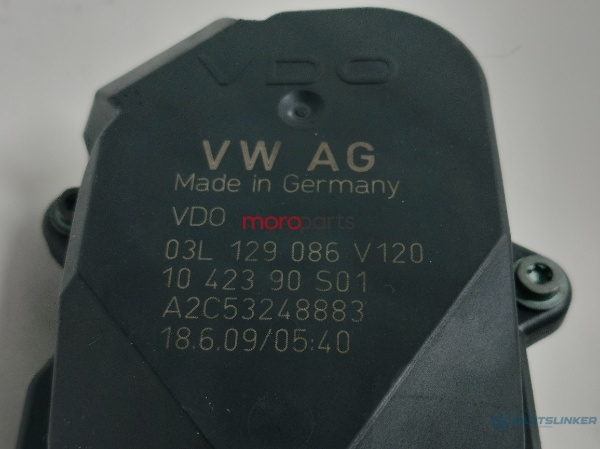 VDO
VW AG
Made in Germany
VDO
moroparts
03L 129 086 V120.
10 423 90 S01
A2C53248883
18.6.09/05:40
PARTSLINKER